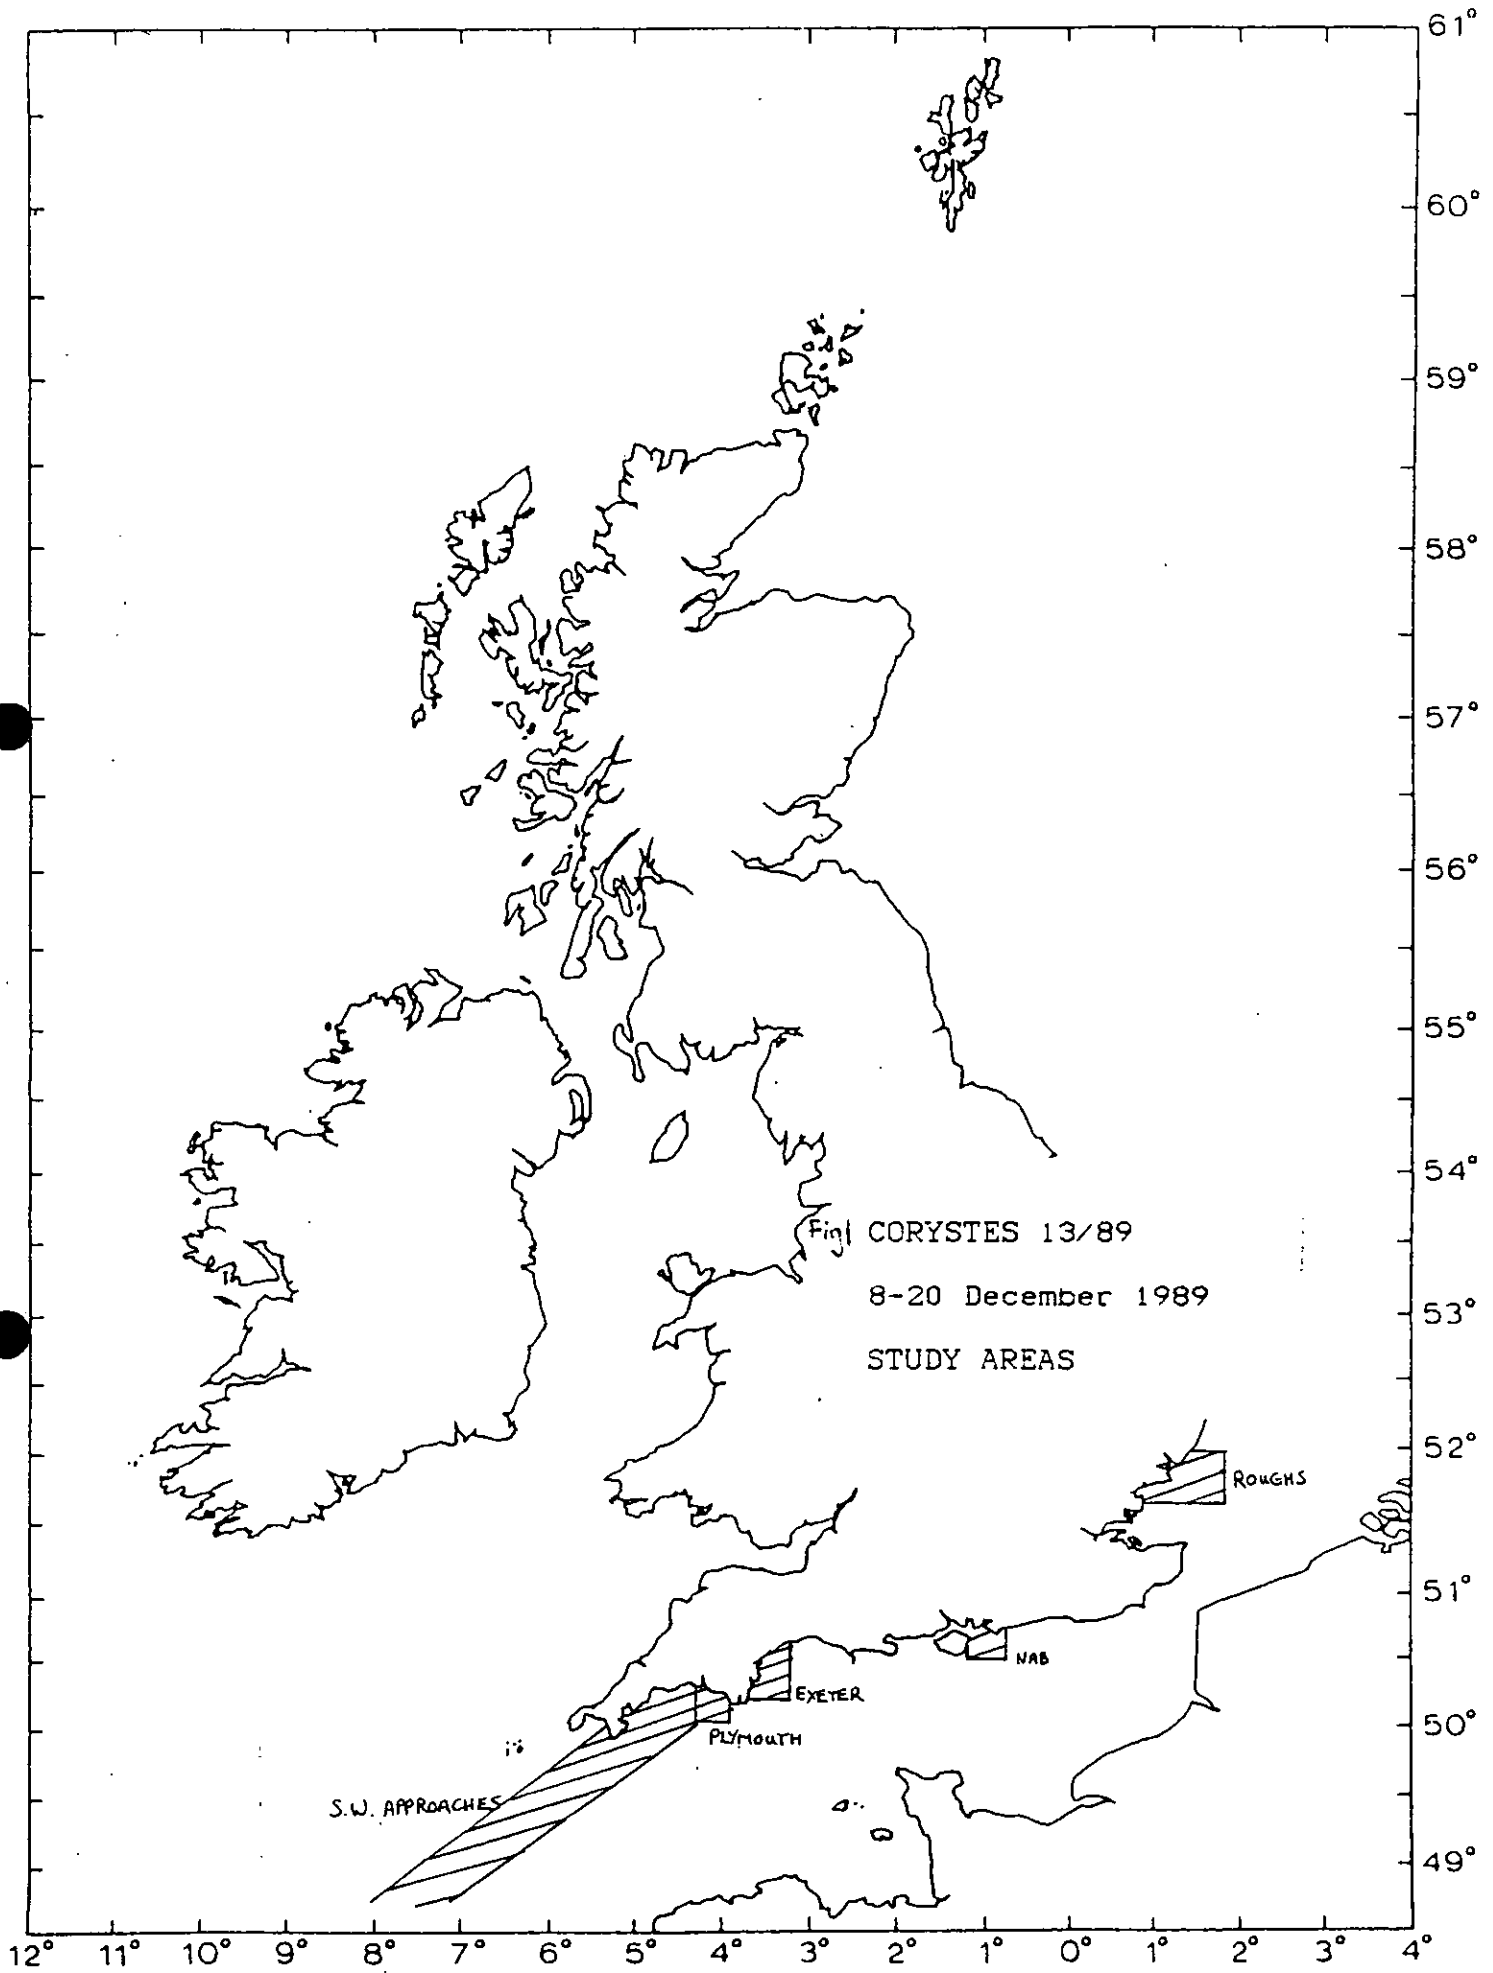 61°
60°
59°
58°
57°
56°
55°
54°
Fig1 CORYSTES 13/89
8-20 December 1989
53°
STUDY AREAS
52°
ROUGHS
51°
NAB
EXETER
50°
PLYMOUTH
S.W. APPROACHES
49°
12° 11° 10° 9° 8° 7° 6° 5° 4° 3° 2° 1° 0° 1° 2° 3° 4°